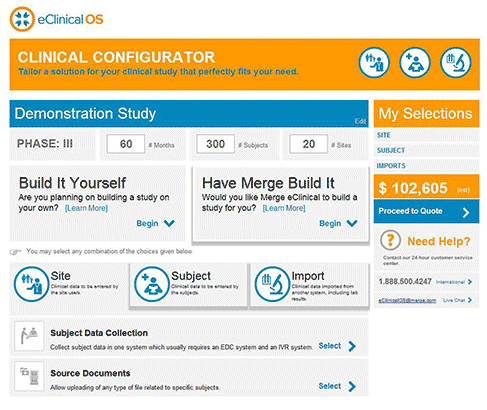 eClinical OS
CLINICAL CONFIGURATOR
Tailor a solution for your clinical study that perfectly fits your need.
Demonstration Study
Edit
PHASE: III
60 # Months
300 # Subjects
20 # Sites
Build It Yourself
Are you planning on building a study on
your own? [Learn More]
Begin
Have Merge Build It
Would you like Merge eClinical to build a
study for you? [Learn More]
Begin
You may select any combination of the choices given below.
Site
Clinical data to be entered by
the site users.
Subject
Clinical data to be entered
by the subjects.
Import
Clinical data imported from
another system, including lab
results.
Subject Data Collection
Collect subject data in one system which usually requires an EDC system and an IVR system.
Select
Source Documents
Allow uploading of any type of file related to specific subjects.
Select
My Selections
SITE
SUBJECT
IMPORTS
$ 102,605 (est)
Proceed to Quote
? Need Help?
Contact our 24-hour customer service
center.
1.888.500.4247 International
eClinicalOS@merge.com Live Chat